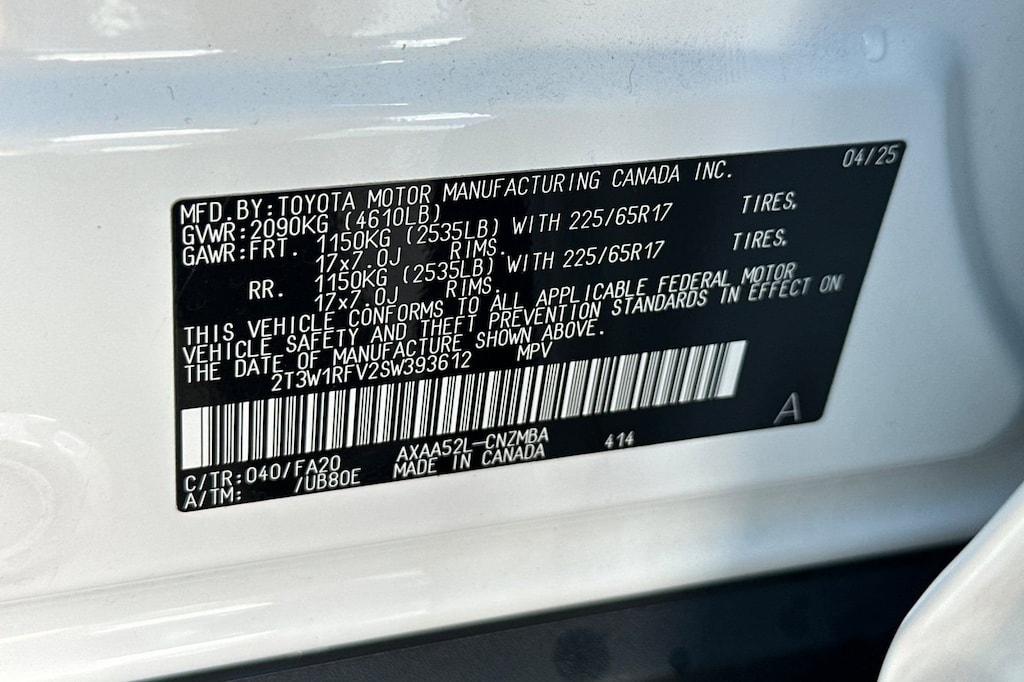 04/25
MFD.BY:TOYOTA MOTOR MANUFACTURING CANADA INC.
GVWR:2090KG (4610LB)
GAWR:FRT. 1150KG (2535LB) WITH 225/65R17 TIRES,
17x7.0J RIMS.
RR. 1150KG (2535LB) WITH 225/65R17 TIRES,
17x7.0J RIMS.
THIS VEHICLE CONFORMS TO ALL APPLICABLE FEDERAL MOTOR
VEHICLE SAFETY AND THEFT PREVENTION STANDARDS IN EFFECT ON
THE DATE OF MANUFACTURE SHOWN ABOVE.
2T3W1RFV2SW393612 MPV
A
C/TR:040/FA20 AXAA52L-CNZMBA 414
A/TM: /UB80E MADE IN CANADA